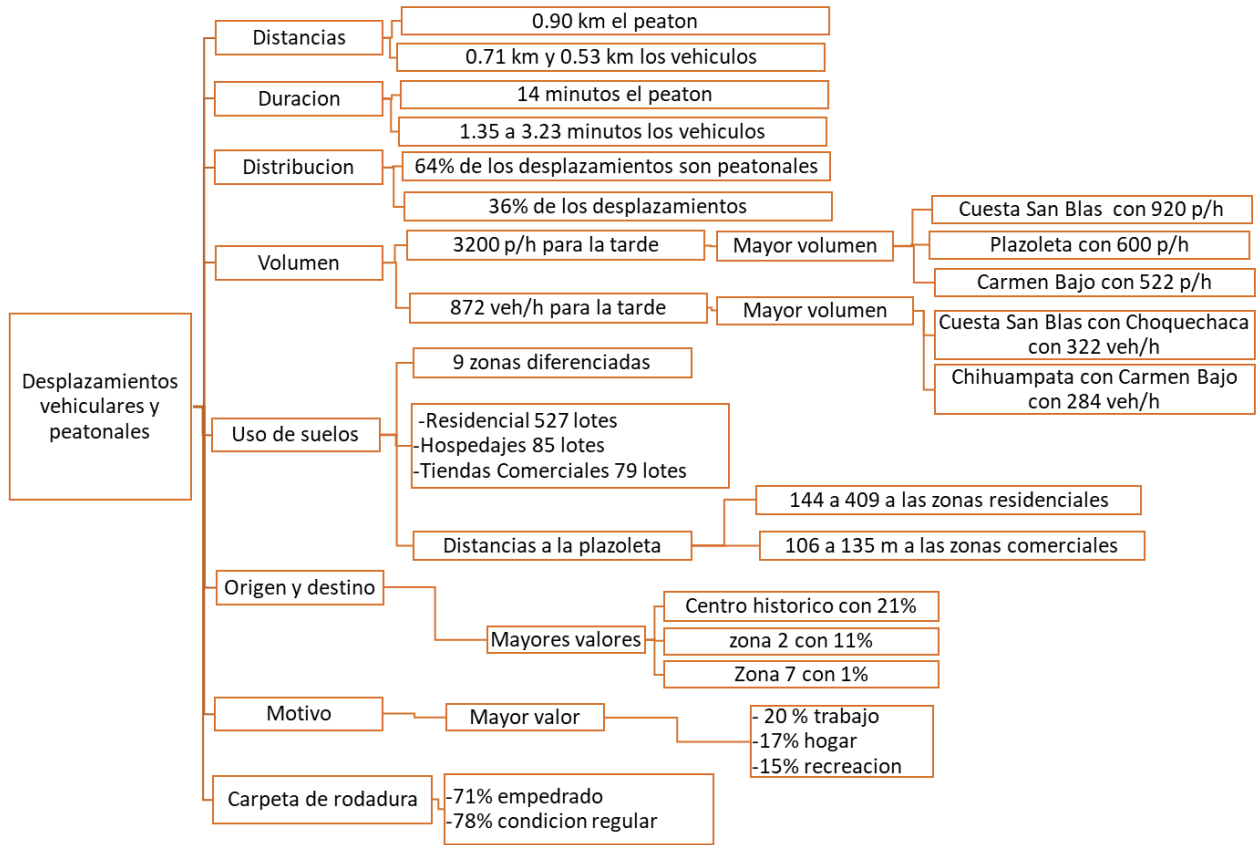 Desplazamientos
vehiculares y
peatonales
Distancias
0.90 km el peaton
0.71 km y 0.53 km los vehiculos
Duracion
14 minutos el peaton
1.35 a 3.23 minutos los vehiculos
Distribucion
64% de los desplazamientos son peatonales
36% de los desplazamientos
Volumen
3200 p/h para la tarde
Mayor volumen
Cuesta San Blas con 920 p/h
Plazoleta con 600 p/h
Carmen Bajo con 522 p/h
872 veh/h para la tarde
Mayor volumen
Cuesta San Blas con Choquechaca
con 322 veh/h
Chihuampata con Carmen Bajo
con 284 veh/h
Uso de suelos
9 zonas diferenciadas
-Residencial 527 lotes
-Hospedajes 85 lotes
-Tiendas Comerciales 79 lotes
Distancias a la plazoleta
144 a 409 a las zonas residenciales
106 a 135 m a las zonas comerciales
Origen y destino
Mayores valores
Centro historico con 21%
zona 2 con 11%
Zona 7 con 1%
Motivo
Mayor valor
- 20 % trabajo
-17% hogar
-15% recreacion
Carpeta de rodadura
-71% empedrado
-78% condicion regular